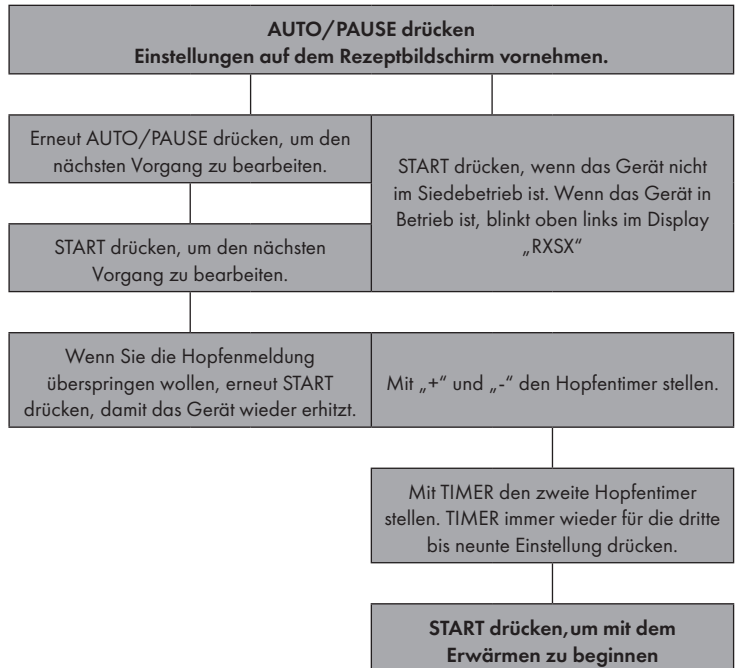 AUTO/PAUSE drücken
Einstellungen auf dem Rezeptbildschirm vornehmen.
Erneut AUTO/PAUSE drücken, um den
nächsten Vorgang zu bearbeiten.
START drücken, wenn das Gerät nicht
im Siedebetrieb ist. Wenn das Gerät in
Betrieb ist, blinkt oben links im Display
„RXSX“
START drücken, um den nächsten
Vorgang zu bearbeiten.
Wenn Sie die Hopfenmeldung
überspringen wollen, erneut START
drücken, damit das Gerät wieder erhitzt.
Mit „+“ und „-“ den Hopfentimer stellen.
Mit TIMER den zweite Hopfentimer
stellen. TIMER immer wieder für die dritte
bis neunte Einstellung drücken.
START drücken,um mit dem
Erwärmen zu beginnen